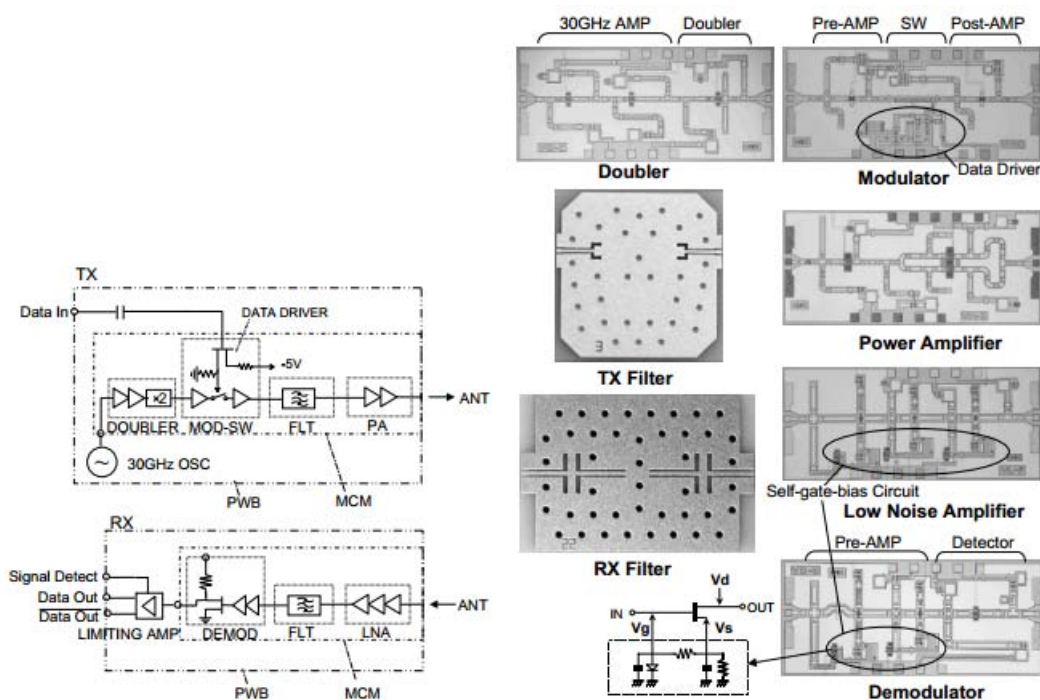 TX
Data In
DATA DRIVER
-5V
×2
ANT
DOUBLER
MOD-SW
FLT
PA
30GHz OSC
PWB
MCM
RX
Signal Detect
Data Out
Data Out
LIMITING AMP
DEMOD
FLT
LNA
ANT
PWB
MCM
30GHz AMP
Doubler
Pre-AMP
SW
Post-AMP
Doubler
Data Driver
Modulator
3
TX Filter
Power Amplifier
22
RX Filter
Self-gate-bias Circuit
Low Noise Amplifier
Pre-AMP
Detector
Vd
IN
OUT
Vg
Vs
Demodulator